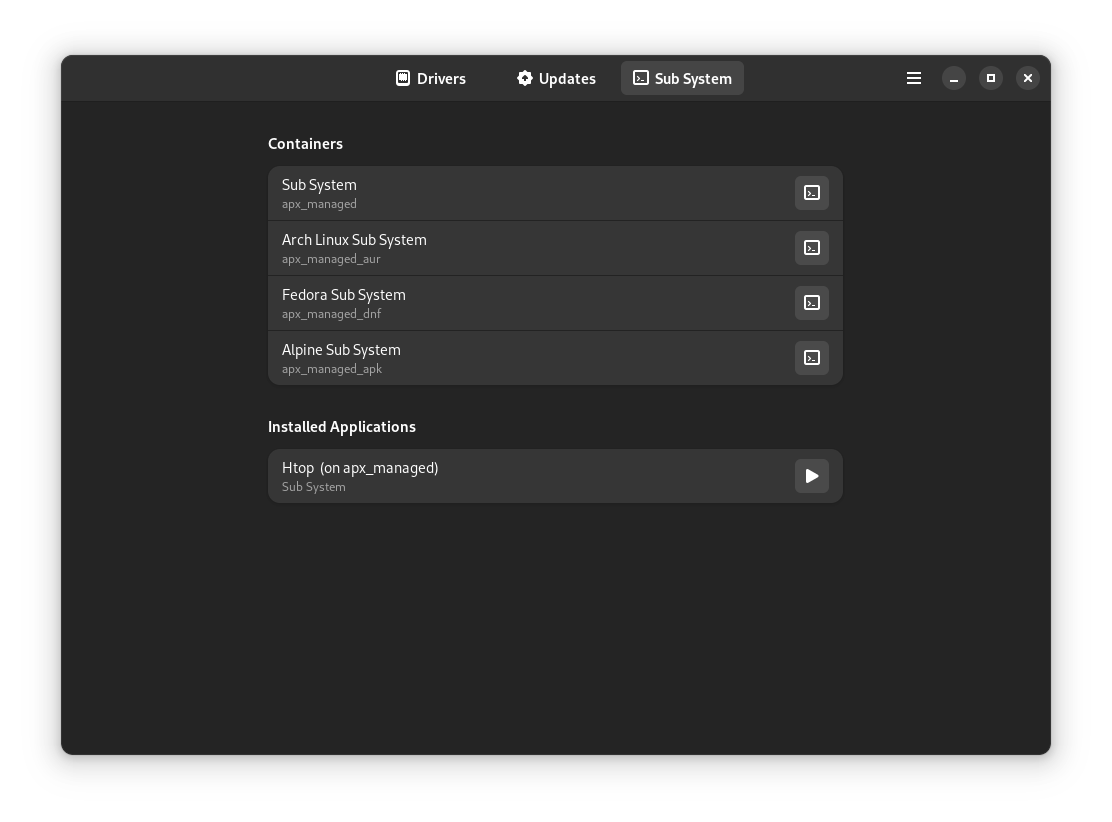 Drivers
Updates
Sub System
Containers
Sub System
apx_managed
Arch Linux Sub System
apx_managed_aur
Fedora Sub System
apx_managed_dnf
Alpine Sub System
apx_managed_apk
Installed Applications
Htop (on apx_managed)
Sub System